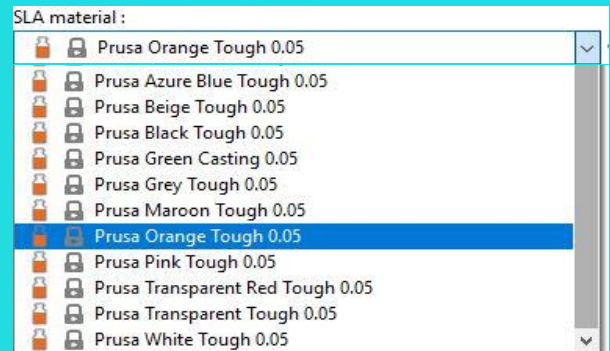 SLA material :
Prusa Orange Tough 0.05
Prusa Azure Blue Tough 0.05
Prusa Beige Tough 0.05
Prusa Black Tough 0.05
Prusa Green Casting 0.05
Prusa Grey Tough 0.05
Prusa Maroon Tough 0.05
Prusa Orange Tough 0.05
Prusa Pink Tough 0.05
Prusa Transparent Red Tough 0.05
Prusa Transparent Tough 0.05
Prusa White Tough 0.05